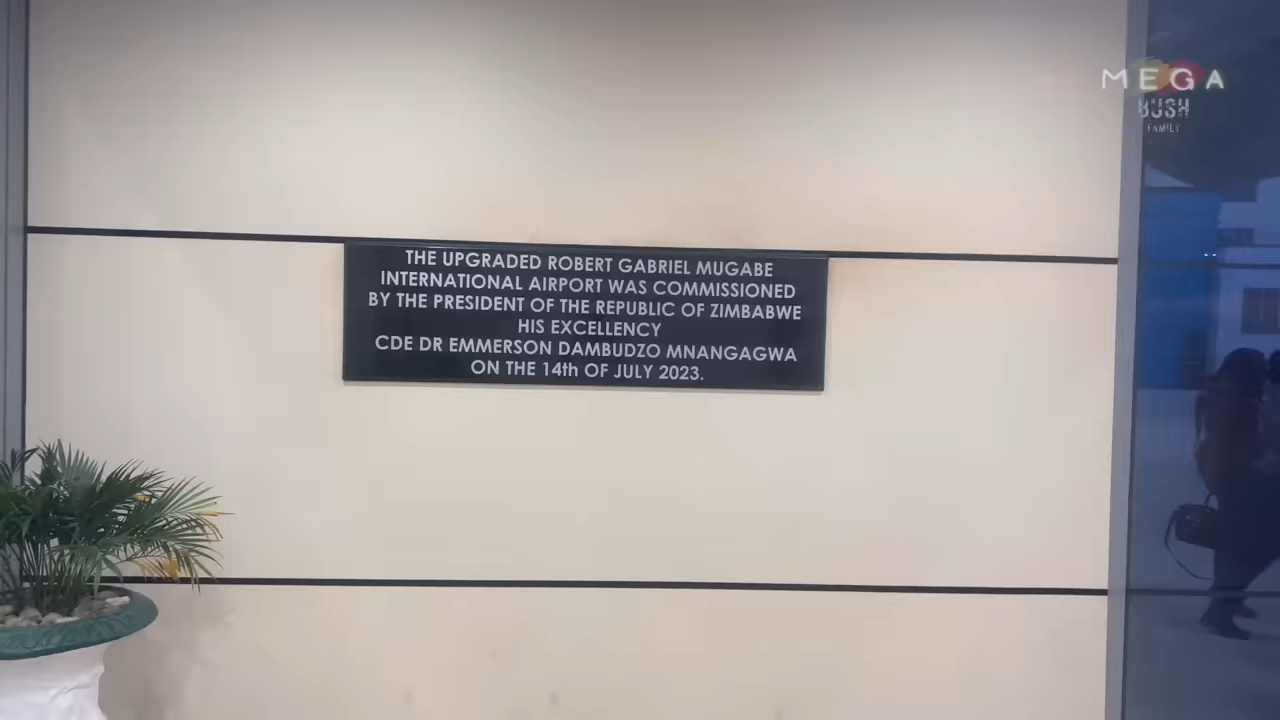 MEGA
BUSH
FAMILY
THE UPGRADED ROBERT GABRIEL MUGABE
INTERNATIONAL AIRPORT WAS COMMISSIONED
BY THE PRESIDENT OF THE REPUBLIC OF ZIMBABWE
HIS EXCELLENCY
CDE DR EMMERSON DAMBUDZO MNANGAGWA
ON THE 14th OF JULY 2023.